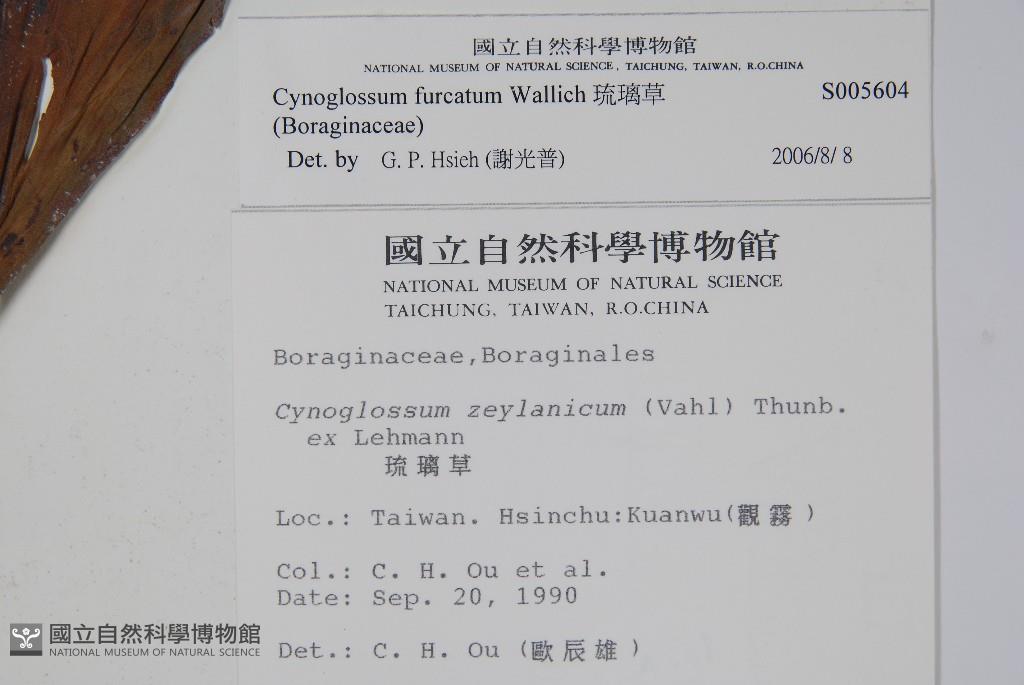 國立自然科學博物館
NATIONAL MUSEUM OF NATURAL SCIENCE, TAICHUNG, TAIWAN, R.O.CHINA
Cynoglossum furcatum Wallich 琉璃草 S005604
(Boraginaceae)
Det. by G. P. Hsieh (謝光普) 2006/8/ 8
國立自然科學博物館
NATIONAL MUSEUM OF NATURAL SCIENCE
TAICHUNG, TAIWAN, R.O.CHINA
Boraginaceae,Boraginales
Cynoglossum zeylanicum (Vahl) Thunb.
ex Lehmann
琉璃草
Loc.: Taiwan. Hsinchu:Kuanwu(觀霧)
Col.: C. H. Ou et al.
Date: Sep. 20, 1990
Det.: C. H. Ou (歐辰雄)
國立自然科學博物館
NATIONAL MUSEUM OF NATURAL SCIENCE